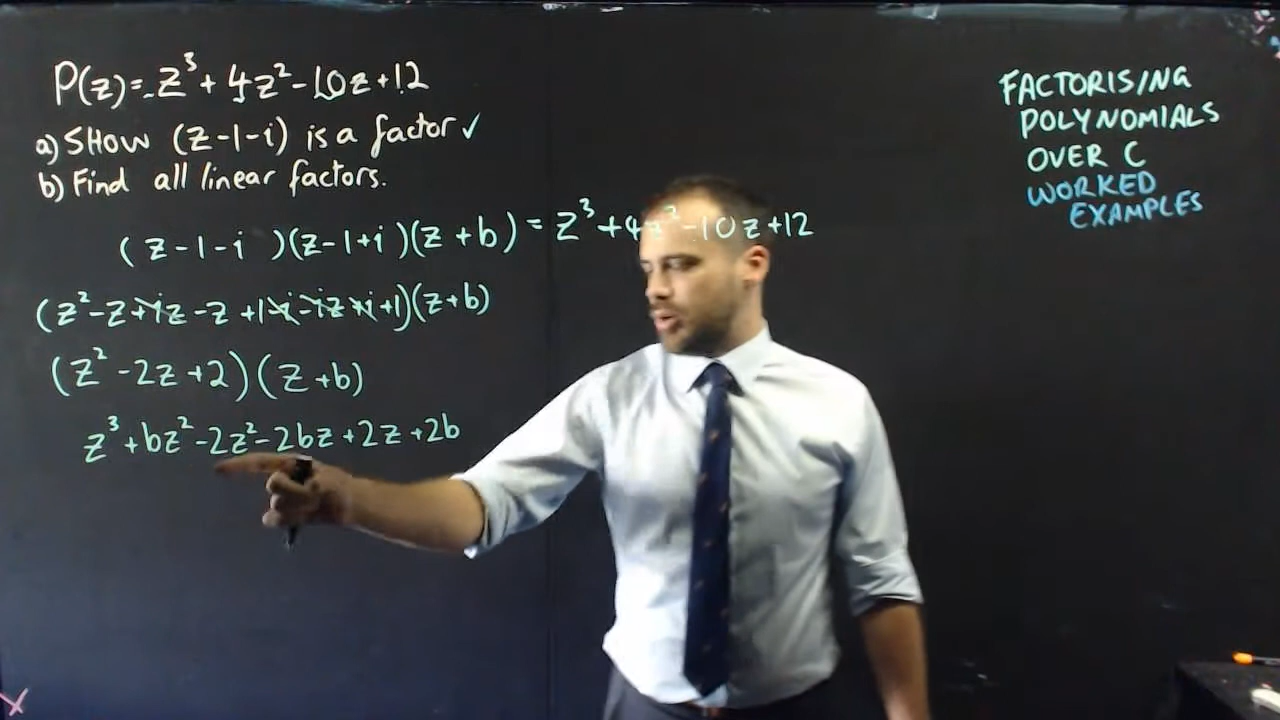 P(z) = z³ + 4z² - 10z + 12
a) SHOW (z - 1 - i) is a factor ✓
b) Find all linear factors.
(z - 1 - i )(z - 1 + i )(z + b) = z³ + 4z² - 10z + 12
(z² - z + iz - z + 1 - i - iz + i + 1)(z + b)
(z² - 2z + 2)(z + b)
z³ + bz² - 2z² - 2bz + 2z + 2b
FACTORISING
POLYNOMIALS
OVER C
WORKED
EXAMPLES